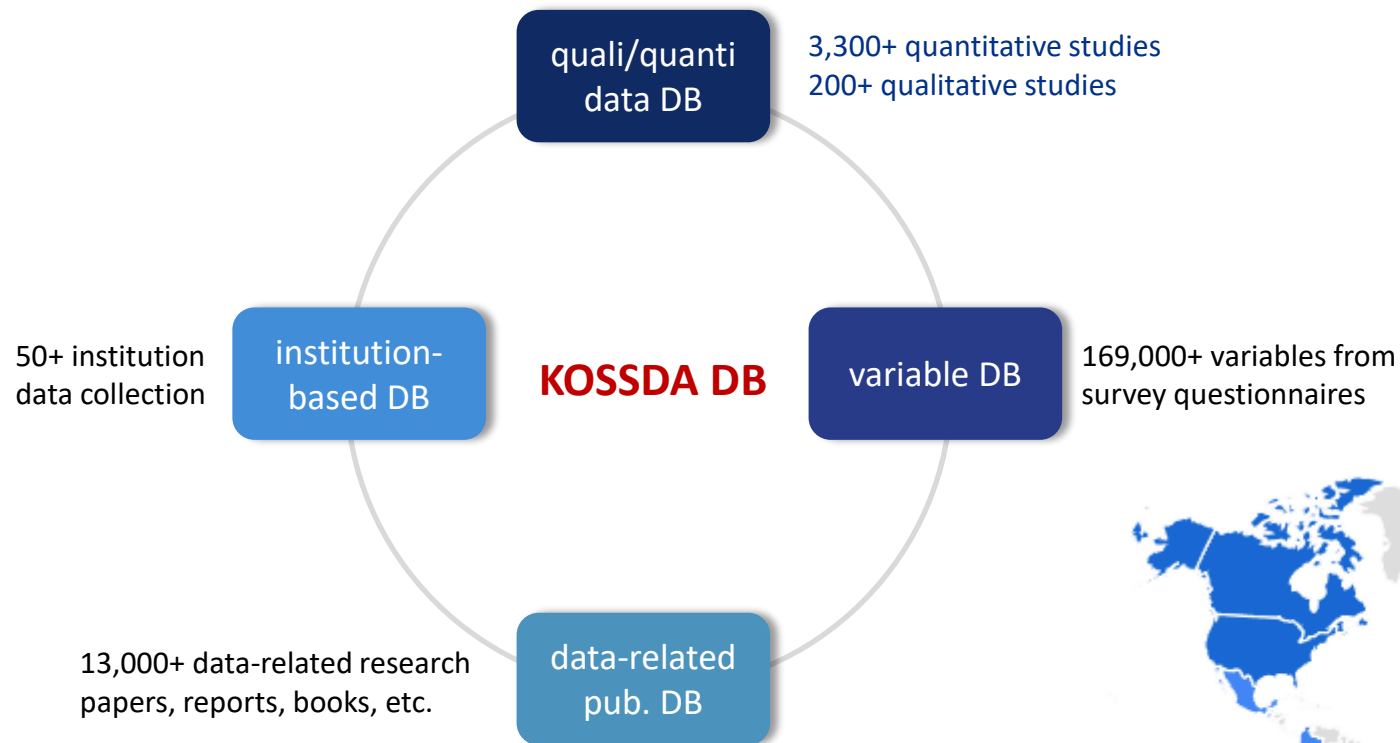 quali/quanti
data DB
3,300+ quantitative studies
200+ qualitative studies
50+ institution
data collection
institution-
based DB
KOSSDA DB
variable DB
169,000+ variables from
survey questionnaires
13,000+ data-related research
papers, reports, books, etc.
data-related
pub. DB